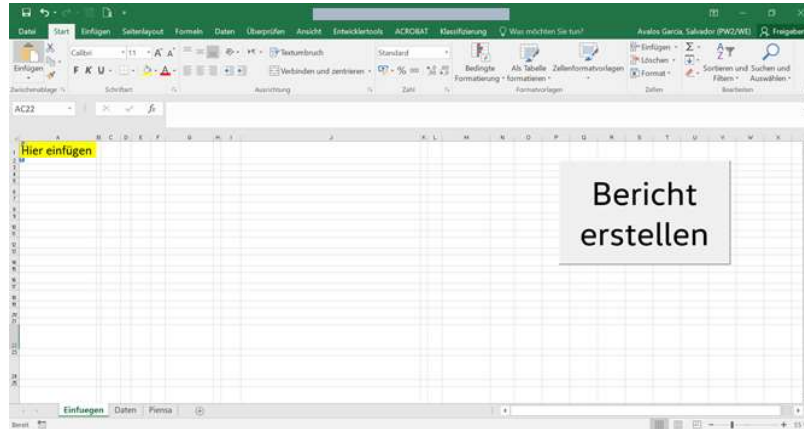 Datei Start Einfügen Seitenlayout Formeln Daten Überprüfen Ansicht Entwicklertools ACROBAT Klassifizierung Was möchten Sie tun? Avalos Garcia, Salvador (PW2/WE) Freigeben
Einfügen
Calibri 11
F K U
Textumbruch
Verbinden und zentrieren
Standard
%
Bedingte Formatierung
Als Tabelle formatieren
Zellenformatvorlagen
Einfügen
Löschen
Format
Sortieren und Filtern
Suchen und Auswählen
Zwischenablage Schriftart Ausrichtung Zahl Formatvorlagen Zellen Bearbeiten
AC22 fx
Hier einfügen
Bericht
erstellen
Einfuegen Daten Piensa
Bereit